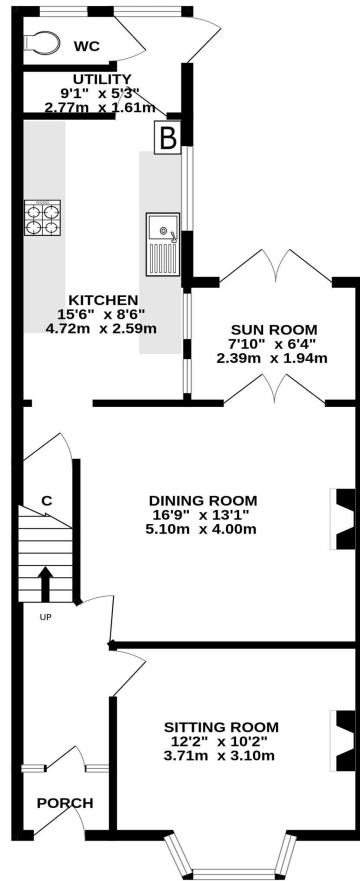 WC
UTILITY
9'1" x 5'3"
2.77m x 1.61m
B
KITCHEN
15'6" x 8'6"
4.72m x 2.59m
SUN ROOM
7'10" x 6'4"
2.39m x 1.94m
C
DINING ROOM
16'9" x 13'1"
5.10m x 4.00m
UP
SITTING ROOM
12'2" x 10'2"
3.71m x 3.10m
PORCH